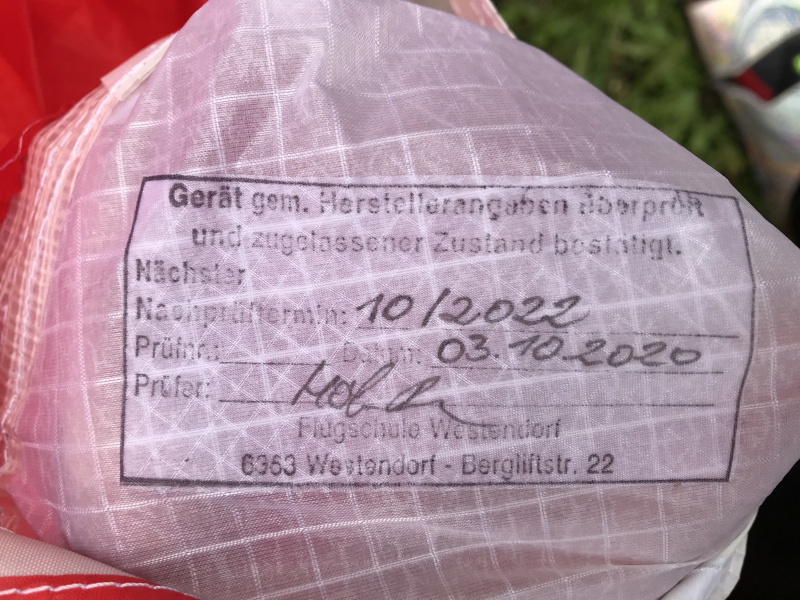 Gerät gem. Herstellerangaben überprüft
und zugelassener Zustand bestätigt.
Nächster
Nachprüftermin: 10/2022
Prüfnr.: Datum: 03.10.2020
Prüfer:
Flugschule Westendorf
6363 Westendorf - Bergliftstr. 22